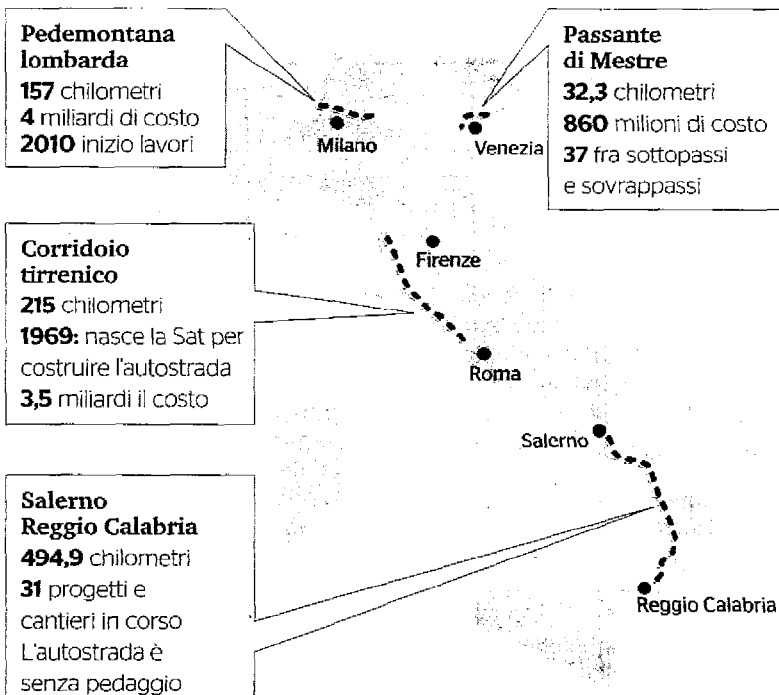 Pedemontana
lombarda
157 chilometri
4 miliardi di costo
2010 inizio lavori
Passante
di Mestre
32,3 chilometri
860 milioni di costo
37 fra sottopassi
e sovrappassi
Milano
Venezia
Corridoio
tirrenico
215 chilometri
1969: nasce la Sat per
costruire l'autostrada
3,5 miliardi il costo
Firenze
Roma
Salerno
Salerno
Reggio Calabria
494,9 chilometri
31 progetti e
cantieri in corso
L'autostrada è
senza pedaggio
Reggio Calabria